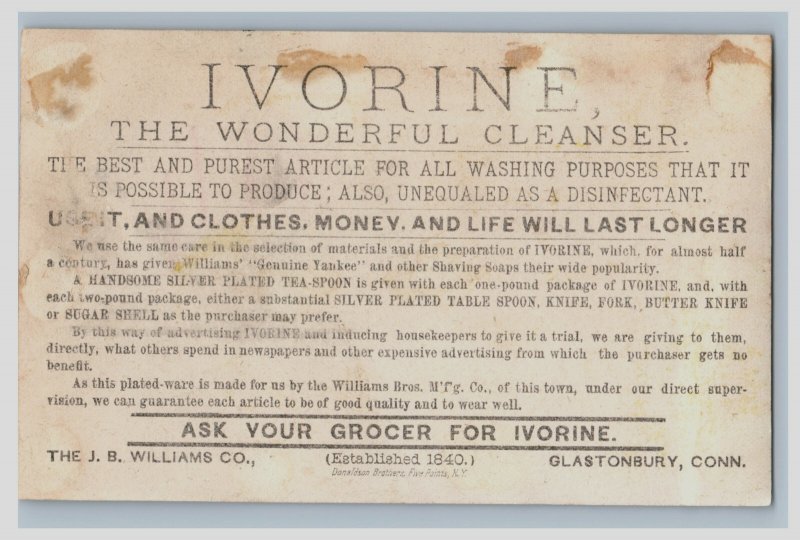 IVORINE,
THE WONDERFUL CLEANSER.
THE BEST AND PUREST ARTICLE FOR ALL WASHING PURPOSES THAT IT
IS POSSIBLE TO PRODUCE; ALSO, UNEQUALED AS A DISINFECTANT.
USE IT, AND CLOTHES, MONEY, AND LIFE WILL LAST LONGER
We use the same care in the selection of materials and the preparation of IVORINE, which, for almost half
a century, has given Williams' "Genuine Yankee" and other Shaving Soaps their wide popularity.
A HANDSOME SILVER PLATED TEA-SPOON is given with each one-pound package of IVORINE, and, with
each two-pound package, either a substantial SILVER PLATED TABLE SPOON, KNIFE, FORK, BUTTER KNIFE
or SUGAR SHELL as the purchaser may prefer.
By this way of advertising IVORINE and inducing housekeepers to give it a trial, we are giving to them,
directly, what others spend in newspapers and other expensive advertising from which the purchaser gets no
benefit.
As this plated-ware is made for us by the Williams Bros. M'f'g. Co., of this town, under our direct super-
vision, we can guarantee each article to be of good quality and to wear well.
ASK YOUR GROCER FOR IVORINE.
THE J. B. WILLIAMS CO., (Established 1840.) GLASTONBURY, CONN.
Donaldson Brothers, Five Points, N.Y.